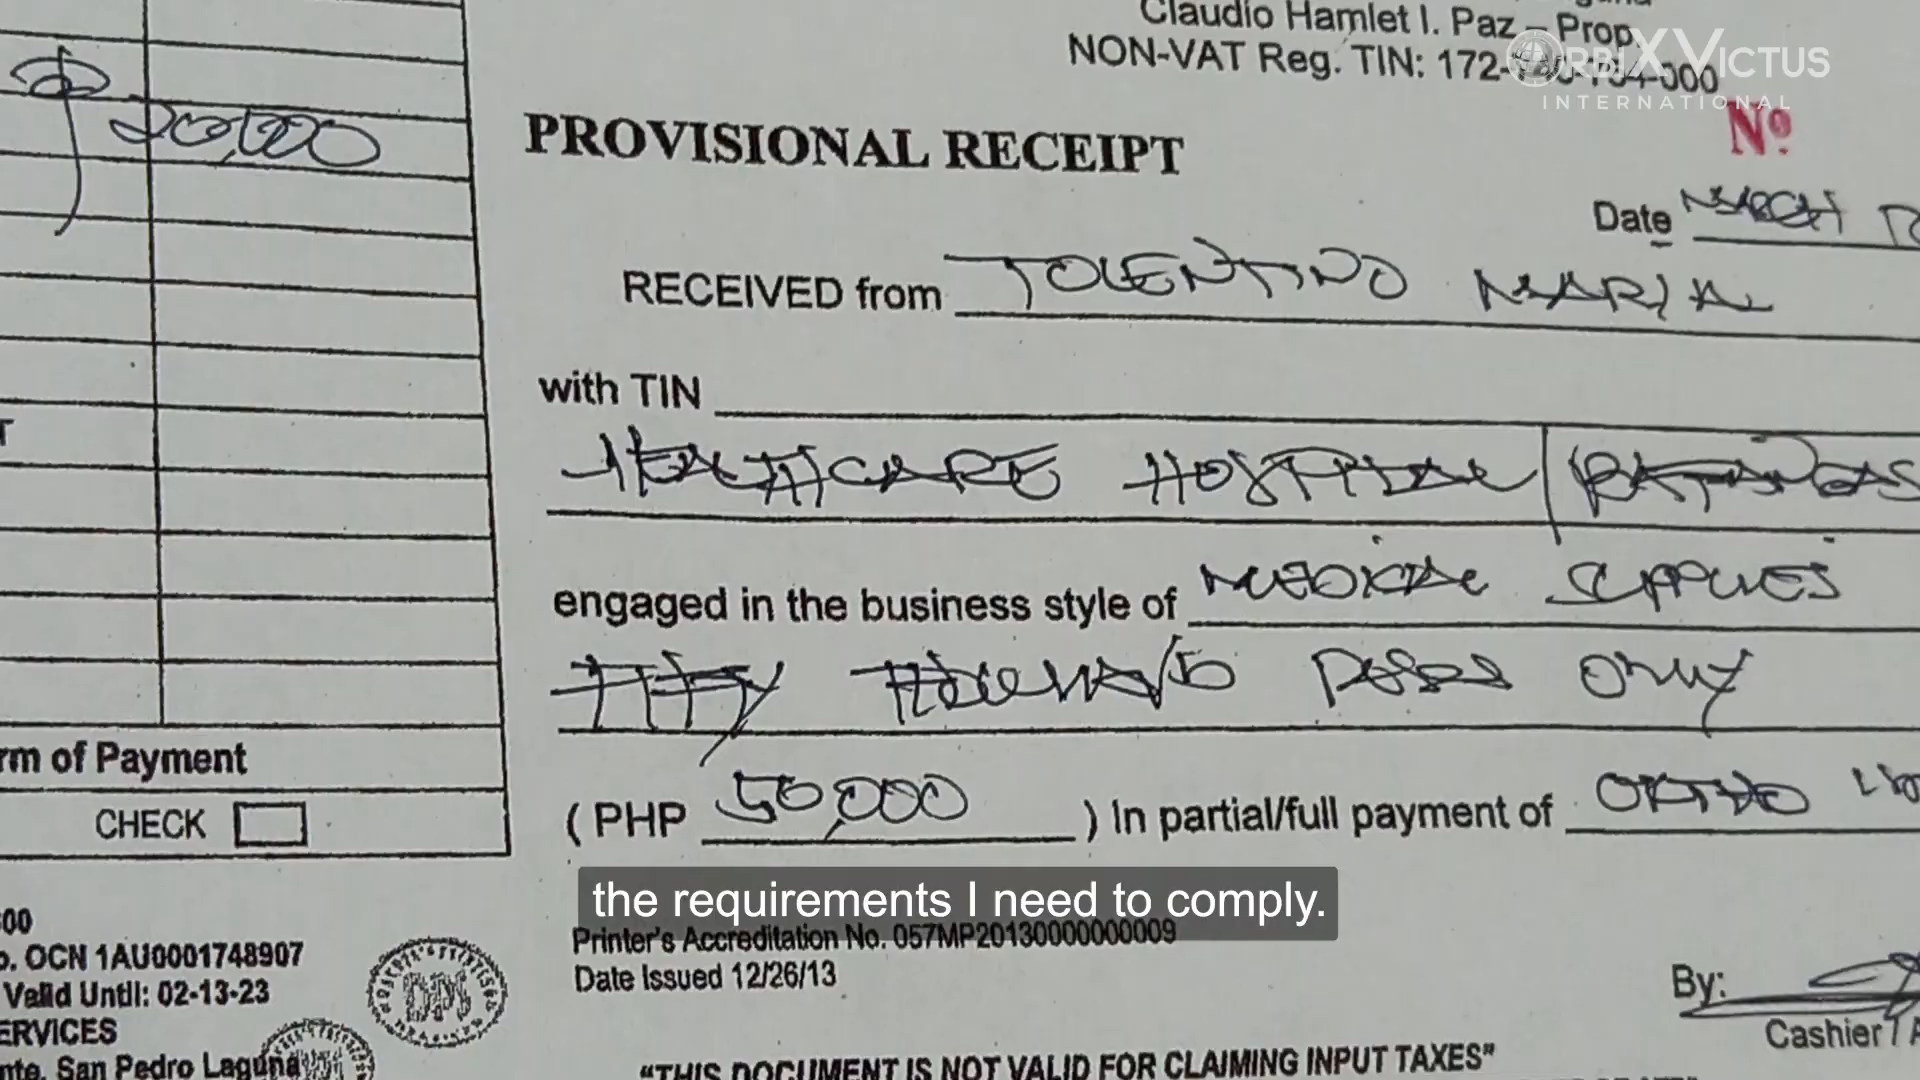 Claudio Hamlet I. Paz – Prop.
NON-VAT Reg. TIN: 172-
ORBIXVICTUS
INTERNATIONAL
20,000
PROVISIONAL RECEIPT
Nº
Date MARCH
RECEIVED from TOLENTINO MARIA
with TIN
HEALTHCARE HOSPITAL BATANGAS
engaged in the business style of MEDICAL SUPPLIES
FIFTY THOUSAND PESOS ONLY
rm of Payment
CHECK
( PHP 50,000 ) In partial/full payment of ORTHO
the requirements I need to comply.
Printer's Accreditation No. 057MP20130000000009
Date Issued 12/26/13
00
o. OCN 1AU0001748907
Valid Until: 02-13-23
ERVICES
nte, San Pedro Laguna
DPS
By:
Cashier / A
"THIS DOCUMENT IS NOT VALID FOR CLAIMING INPUT TAXES"